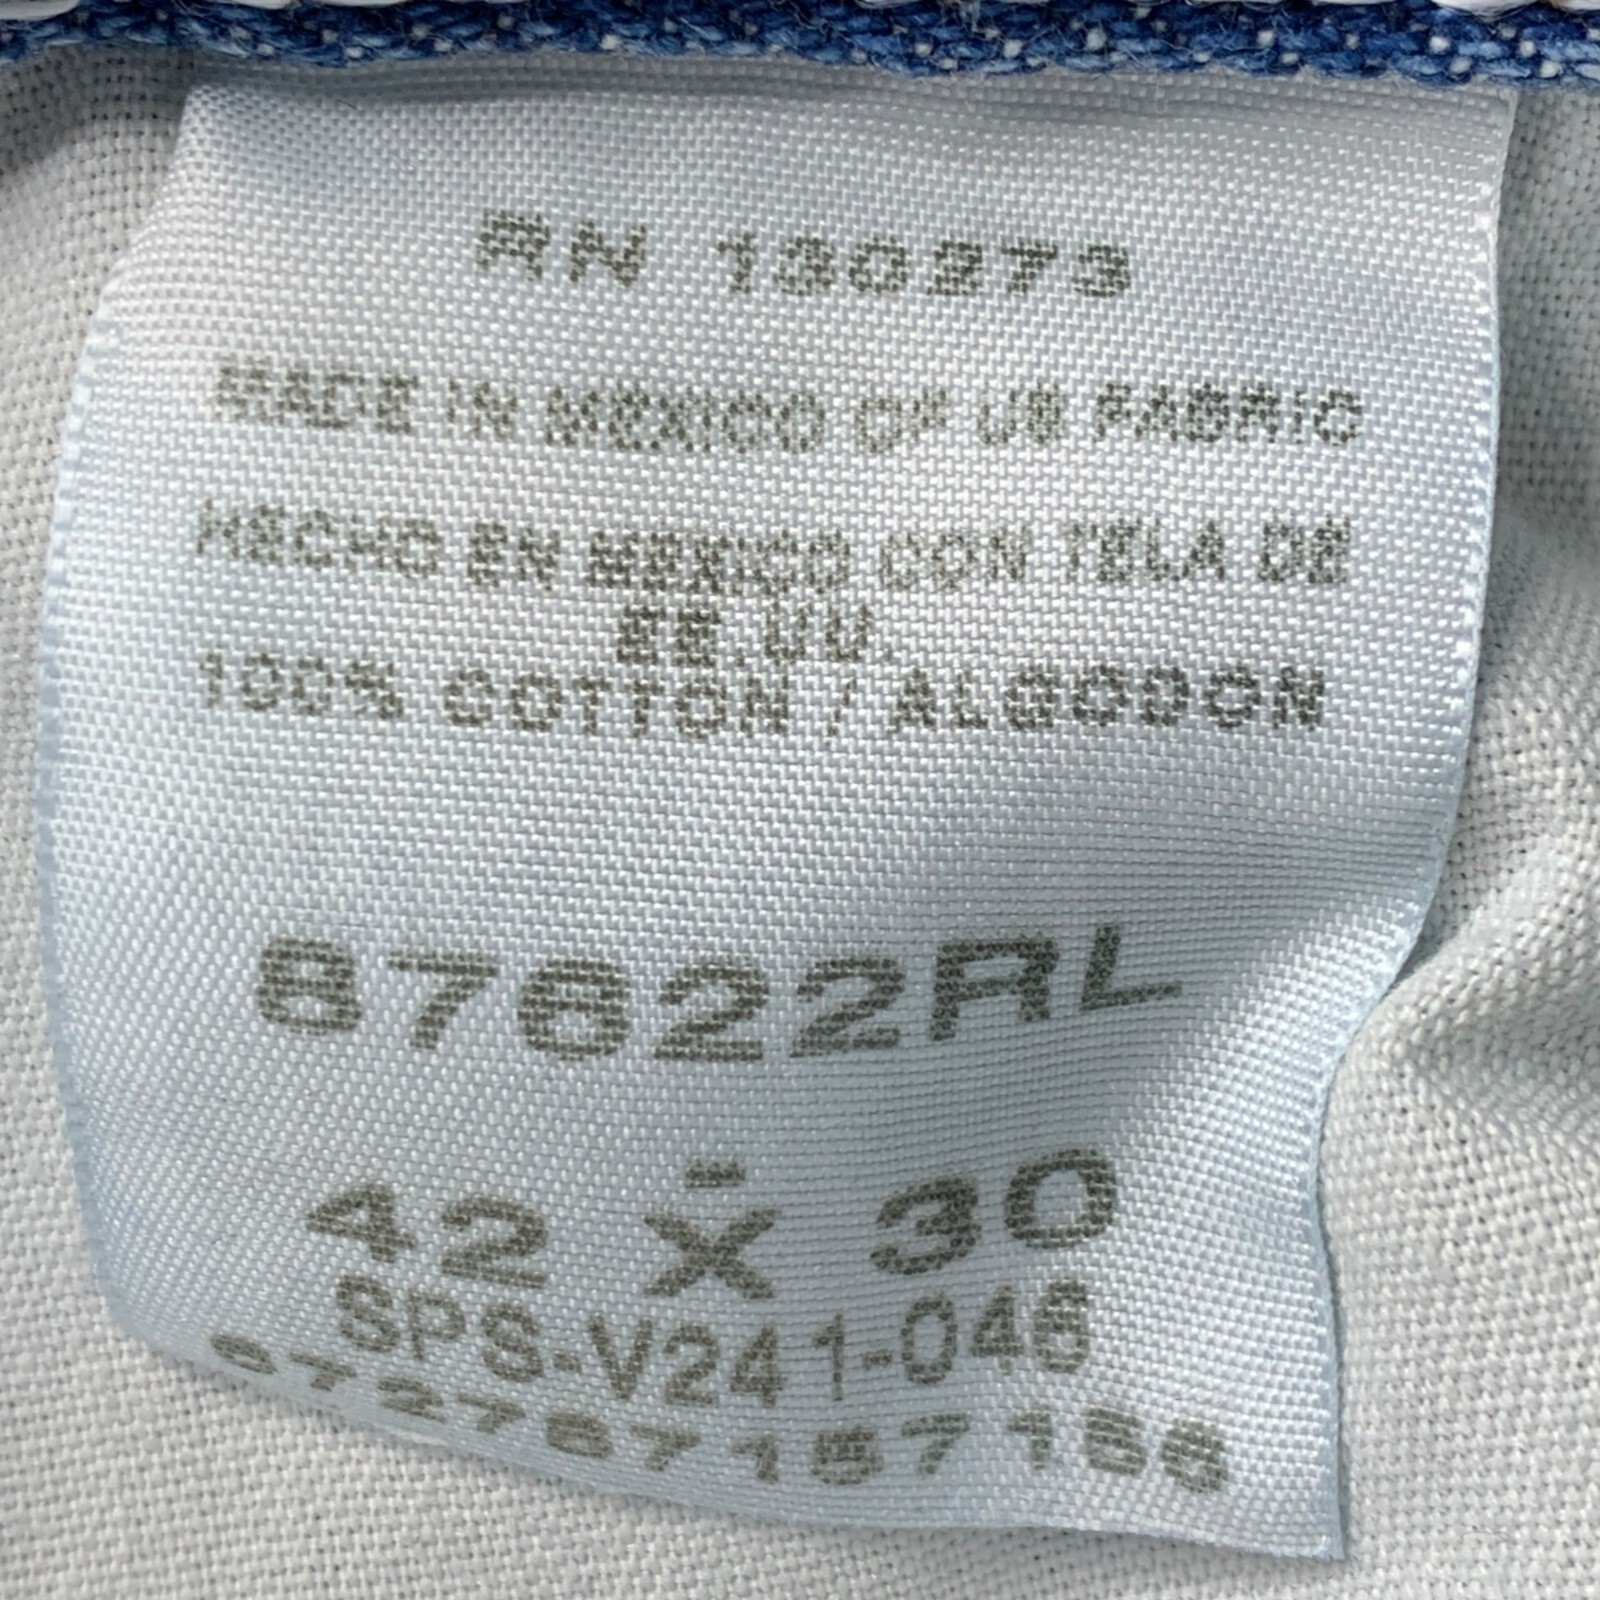 RN 130273
MADE IN MEXICO OF US FABRIC
HECHO EN MEXICO CON TELA DE
EE.UU.
100% COTTON / ALGODON
87622RL
-
42 X 30
SPS-V241-046